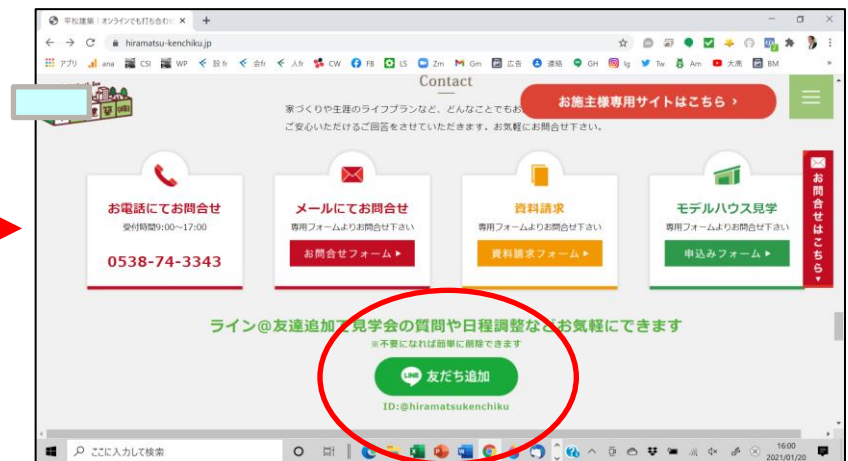 平松建築｜オンラインでも打ち合わせ
hiramatsu-kenchiku.jp
アプリ ana CSI WP 設fr 会fr 人fr CW FB LS Zm Gm 広告 連絡 GH Ig Tw Am 大高 BM
Contact
お施主様専用サイトはこちら
家づくりや生涯のライフプランなど、どんなことでもお
ご安心いただけるご回答をさせていただきます。お気軽にお問合せ下さい。
お電話にてお問合せ
受付時間9:00～17:00
0538-74-3343
メールにてお問合せ
専用フォームよりお問合せ下さい
お問合せフォーム
資料請求
専用フォームよりお問合せ下さい
資料請求フォーム
モデルハウス見学
専用フォームよりお問合せ下さい
申込みフォーム
お問合せはこちら
ライン@友達追加で見学会の質問や日程調整などお気軽にできます
※不要になれば簡単に削除できます
LINE 友だち追加
ID:@hiramatsukenchiku
ここに入力して検索
16:00
2021/01/20